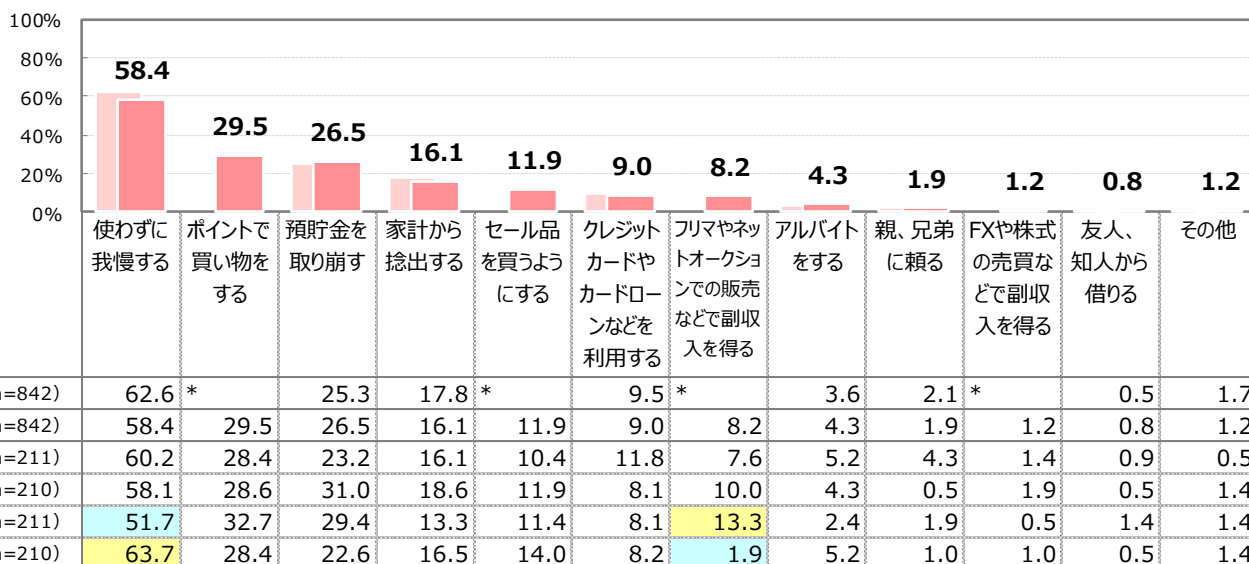 100%
80%
60%
40%
20%
0%
58.4
29.5
26.5
16.1
11.9
9.0
8.2
4.3
1.9
1.2
0.8
1.2
使わずに
我慢する
ポイントで
買い物を
する
預貯金を
取り崩す
家計から
捻出する
セール品
を買うよう
にする
クレジット
カードや
カードロー
ンなどを
利用する
フリマやネッ
トオークショ
ンでの販売
などで副収
入を得る
アルバイト
をする
親、兄弟
に頼る
FXや株式
の売買な
どで副収
入を得る
友人、
知人から
借りる
その他
=842) 62.6 * 25.3 17.8 * 9.5 * 3.6 2.1 * 0.5 1.7
=842) 58.4 29.5 26.5 16.1 11.9 9.0 8.2 4.3 1.9 1.2 0.8 1.2
=211) 60.2 28.4 23.2 16.1 10.4 11.8 7.6 5.2 4.3 1.4 0.9 0.5
=210) 58.1 28.6 31.0 18.6 11.9 8.1 10.0 4.3 0.5 1.9 0.5 1.4
=211) 51.7 32.7 29.4 13.3 11.4 8.1 13.3 2.4 1.9 0.5 1.4 1.4
=210) 63.7 28.4 22.6 16.5 14.0 8.2 1.9 5.2 1.0 1.0 0.5 1.4